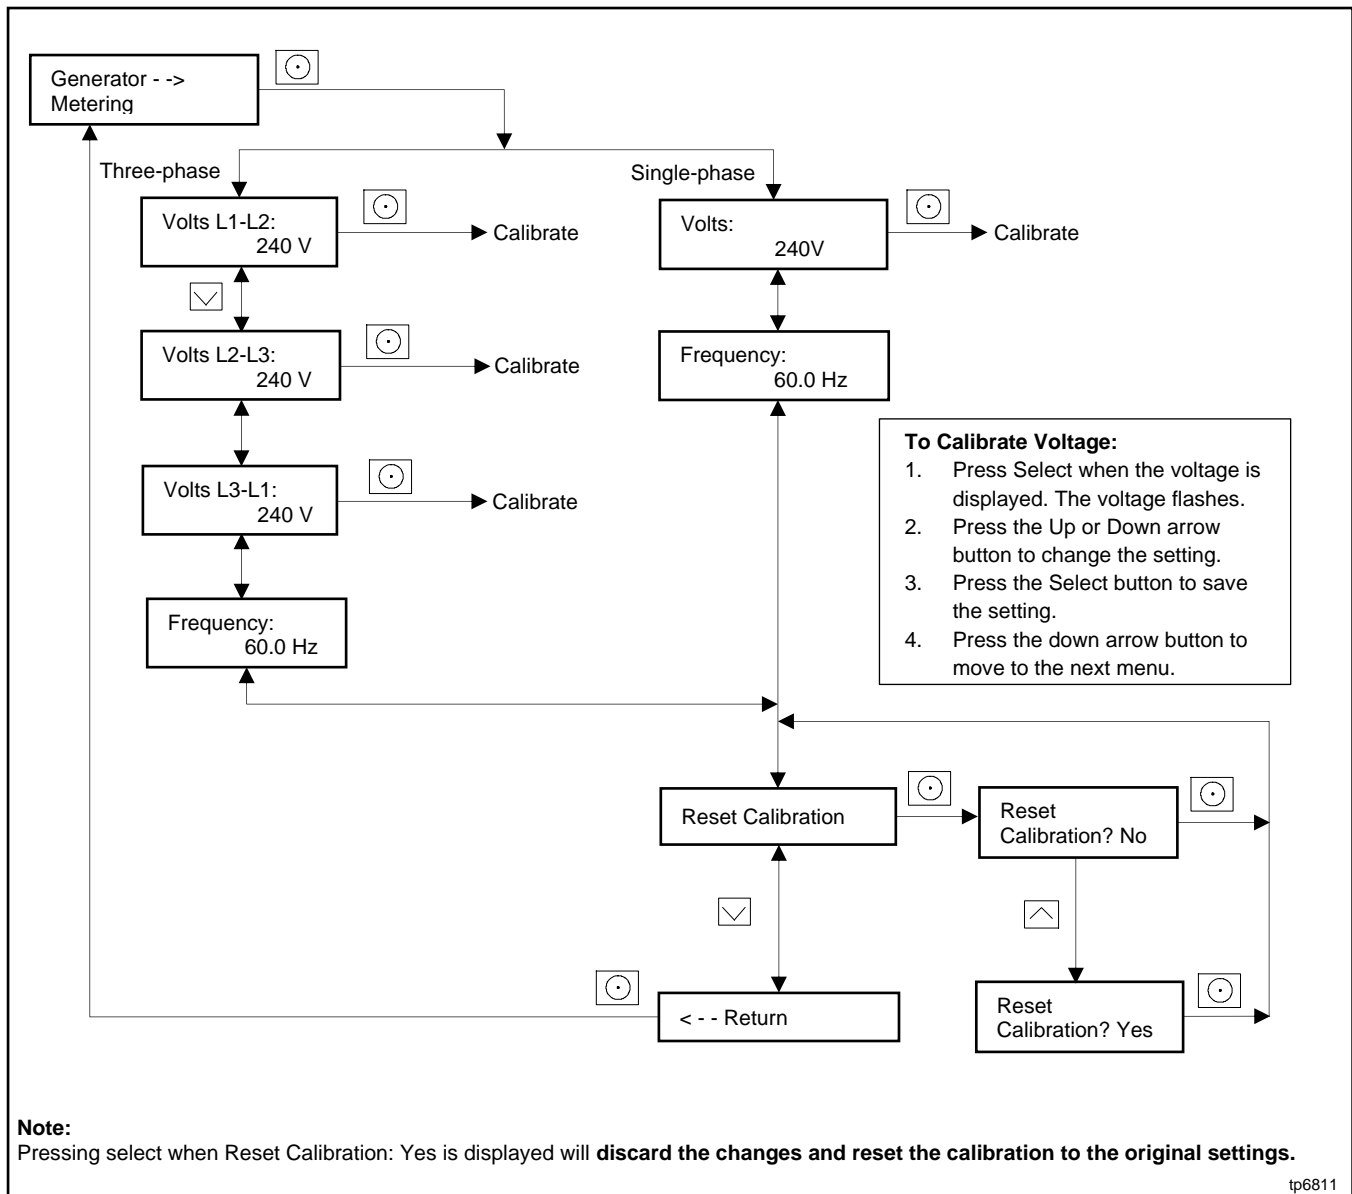 Generator - ->
Metering
Three-phase
Single-phase
Volts L1-L2:
240 V
Calibrate
Volts:
240V
Calibrate
Volts L2-L3:
240 V
Calibrate
Frequency:
60.0 Hz
Volts L3-L1:
240 V
Calibrate
Frequency:
60.0 Hz
To Calibrate Voltage:
1. Press Select when the voltage is
displayed. The voltage flashes.
2. Press the Up or Down arrow
button to change the setting.
3. Press the Select button to save
the setting.
4. Press the down arrow button to
move to the next menu.
Reset Calibration
Reset
Calibration? No
< - - Return
Reset
Calibration? Yes
Note:
Pressing select when Reset Calibration: Yes is displayed will discard the changes and reset the calibration to the original settings.
tp6811